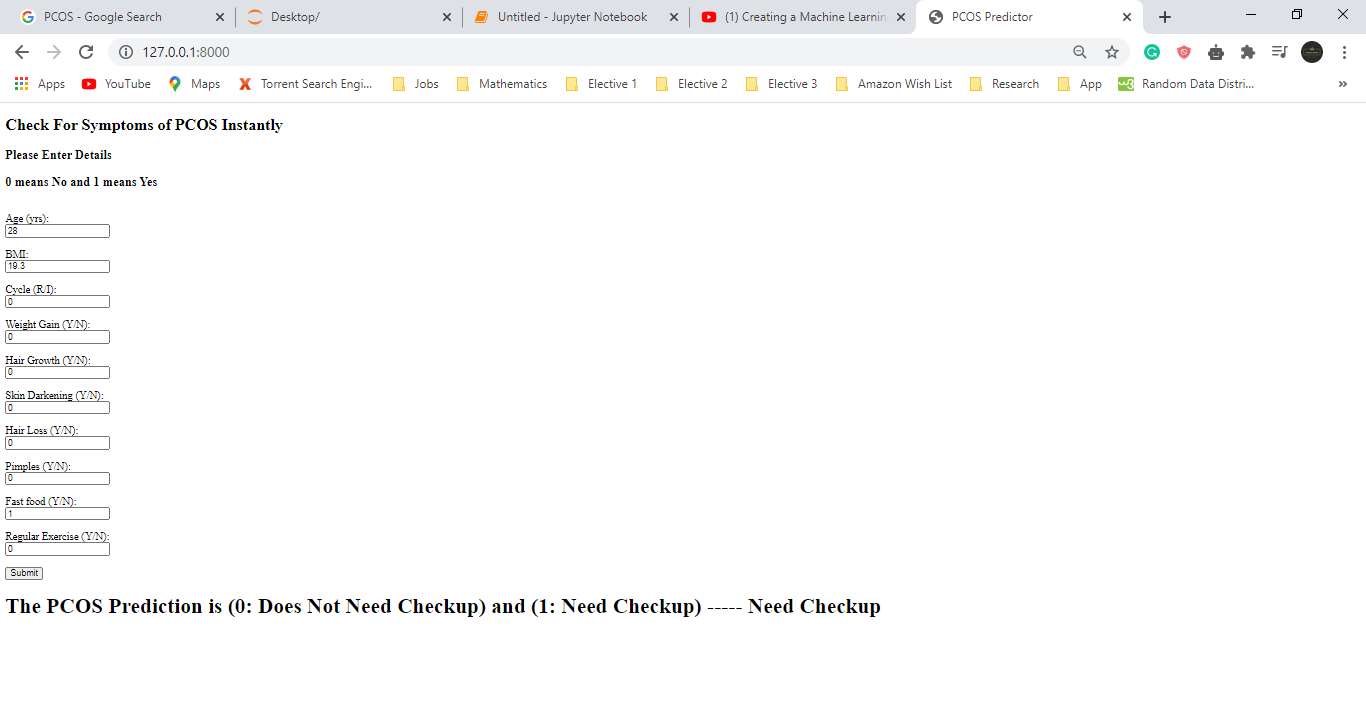 PCOS - Google Search
Desktop/
Untitled - Jupyter Notebook
(1) Creating a Machine Learnin
PCOS Predictor
127.0.0.1:8000
Apps
YouTube
Maps
Torrent Search Engi...
Jobs
Mathematics
Elective 1
Elective 2
Elective 3
Amazon Wish List
Research
App
Random Data Distri...
Check For Symptoms of PCOS Instantly
Please Enter Details
0 means No and 1 means Yes
Age (yrs):
28
BMI:
19.3
Cycle (R/I):
0
Weight Gain (Y/N):
0
Hair Growth (Y/N):
0
Skin Darkening (Y/N):
0
Hair Loss (Y/N):
0
Pimples (Y/N):
0
Fast food (Y/N):
1
Regular Exercise (Y/N):
0
Submit
The PCOS Prediction is (0: Does Not Need Checkup) and (1: Need Checkup) ----- Need Checkup